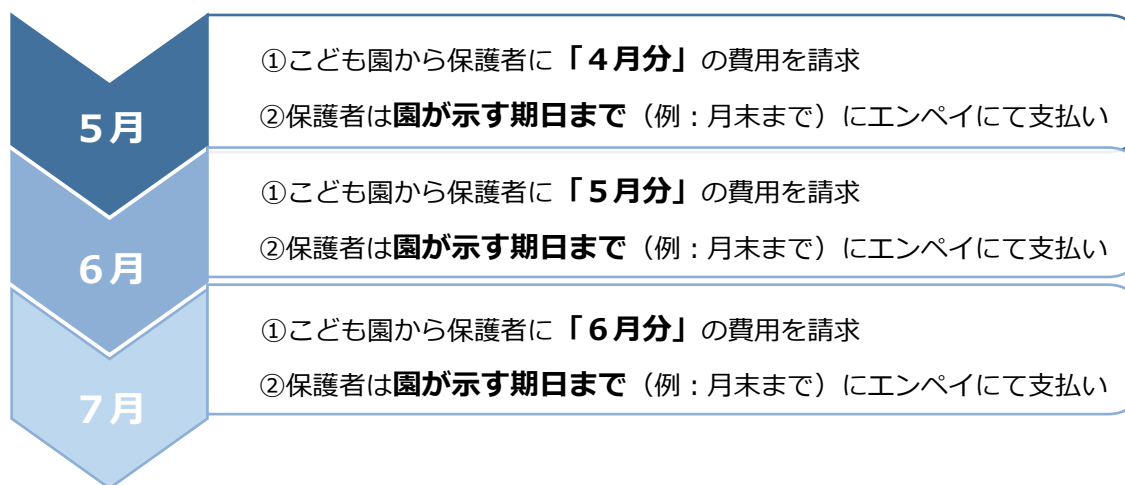 5月
①こども園から保護者に「4月分」の費用を請求
②保護者は園が示す期日まで（例：月末まで）にエンペイにて支払い
6月
①こども園から保護者に「5月分」の費用を請求
②保護者は園が示す期日まで（例：月末まで）にエンペイにて支払い
7月
①こども園から保護者に「6月分」の費用を請求
②保護者は園が示す期日まで（例：月末まで）にエンペイにて支払い